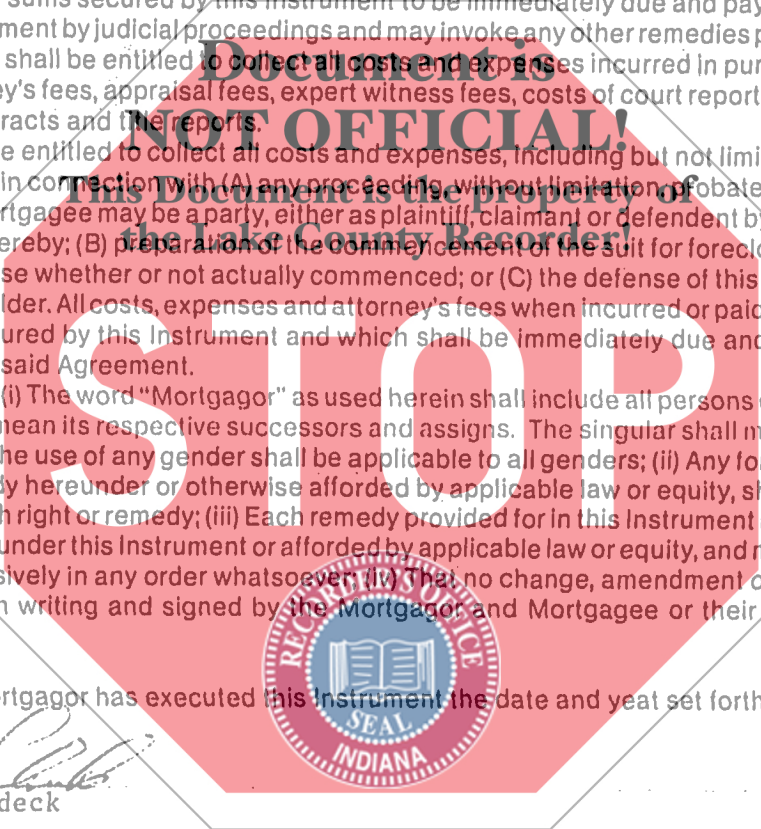 sums secured by this Instrument to be immediately due and pay
ment by judicial proceedings and may invoke any other remedies p
shall be entitled to collect all costs and expenses incurred in pur
y's fees, appraisal fees, expert witness fees, costs of court report
racts and title reports.
e entitled to collect all costs and expenses, including but not limi
in connection with (A) any proceeding, without limitation, probate
rtgagee may be a party, either as plaintiff, claimant or defendent by
ereby; (B) preparation of the commencement of the suit for foreclo
se whether or not actually commenced; or (C) the defense of this
lder. All costs, expenses and attorney's fees when incurred or paid
ured by this Instrument and which shall be immediately due and
said Agreement.
(i) The word "Mortgagor" as used herein shall include all persons
mean its respective successors and assigns. The singular shall m
he use of any gender shall be applicable to all genders; (ii) Any fo
dy hereunder or otherwise afforded by applicable law or equity, sh
h right or remedy; (iii) Each remedy provided for in this Instrument
under this Instrument or afforded by applicable law or equity, and m
sively in any order whatsoever; (iv) That no change, amendment o
n writing and signed by the Mortgagor and Mortgagee or their
rtgagor has executed this Instrument the date and yeat set forth
deck
Document is
NOT OFFICIAL!
This Document is the property of
the Lake County Recorder!
STOP
RECORDER'S OFFICE
SEAL
INDIANA